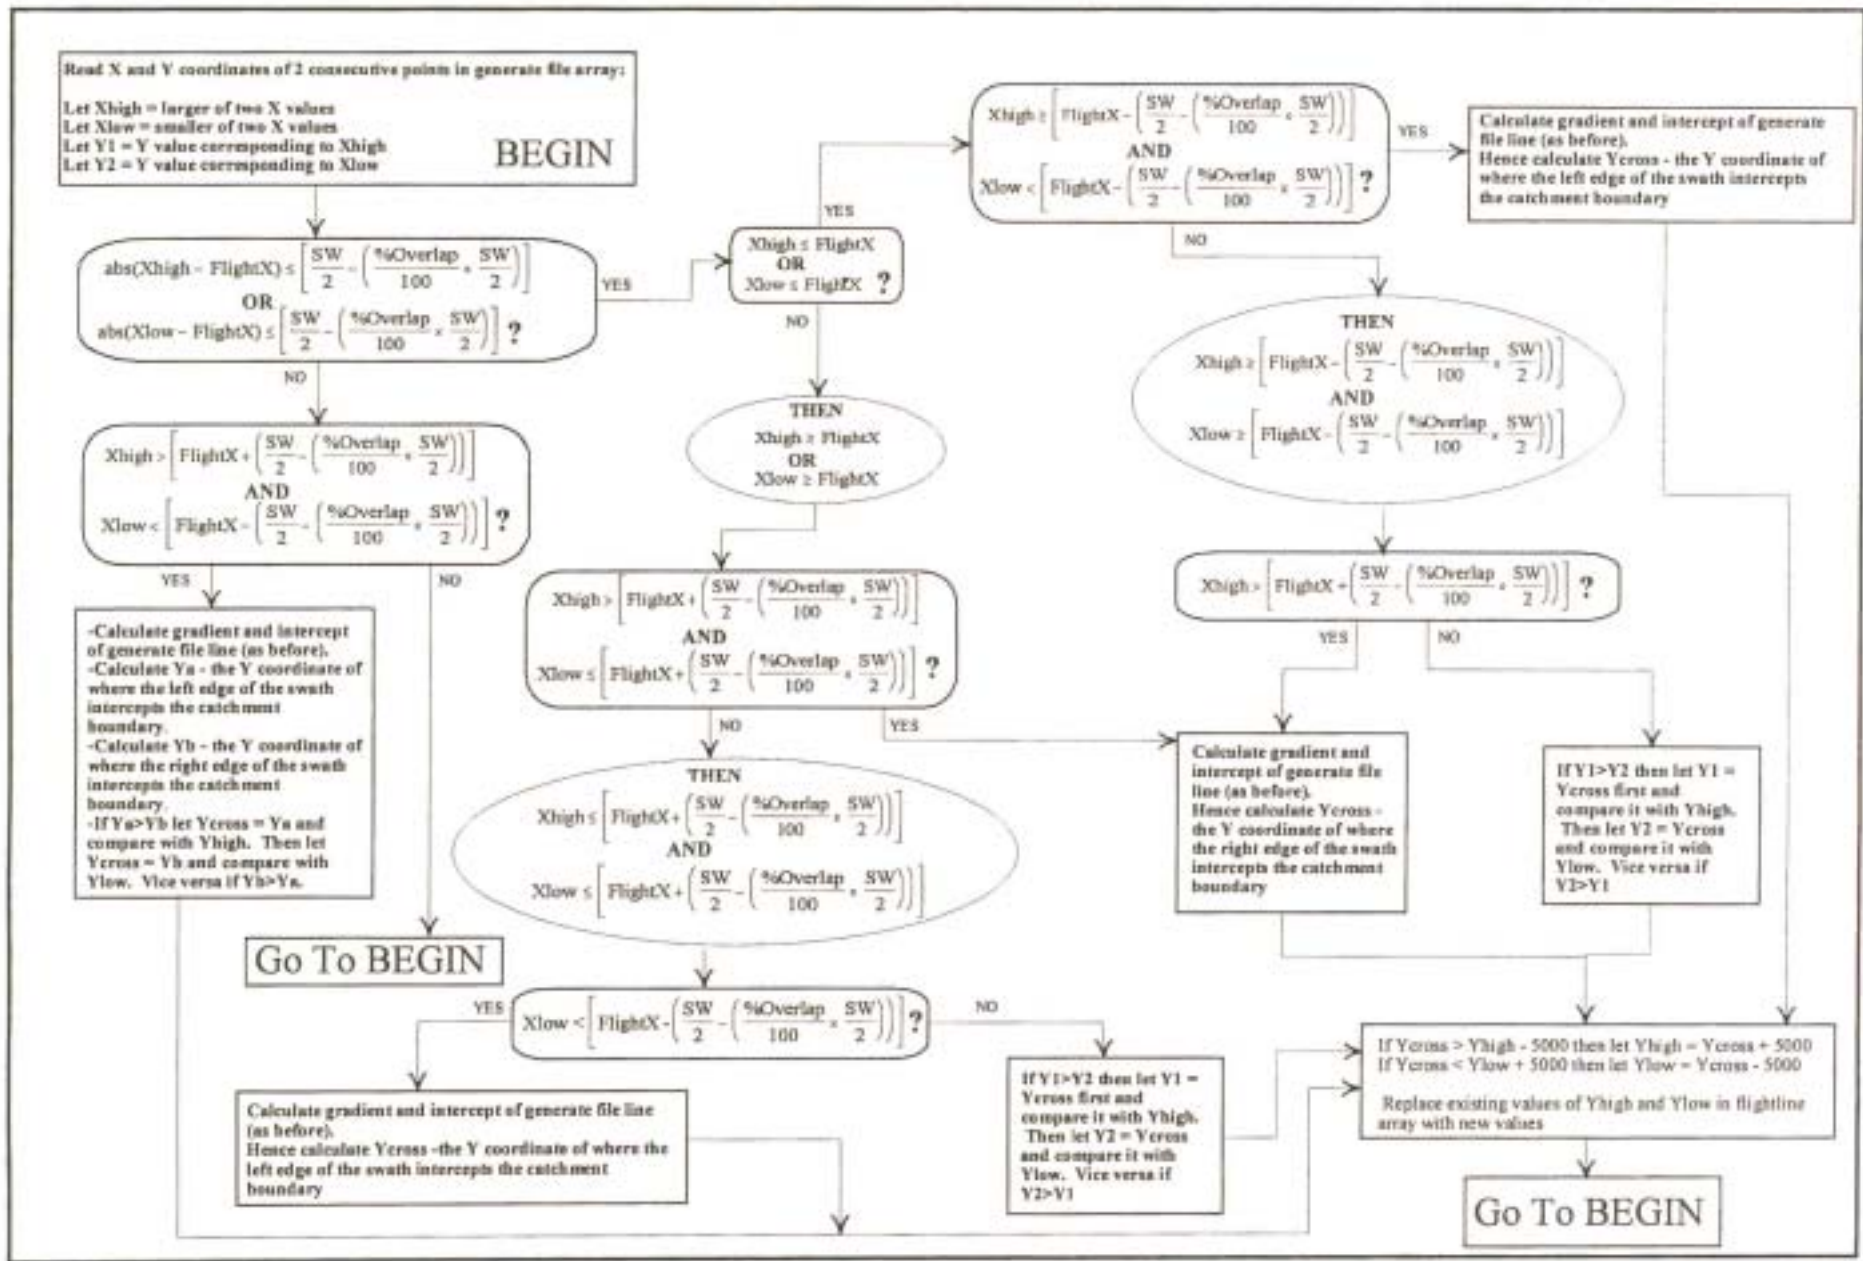 Read X and Y coordinates of 2 consecutive points in generate file array:
Let Xhigh = larger of two X values
Let Xlow = smaller of two X values
Let Y1 = Y value corresponding to Xhigh
Let Y2 = Y value corresponding to Xlow
BEGIN
abs(Xhigh - FlightX) ≤ [SW/2 - (%Overlap/100 × SW/2)]
OR
abs(Xlow - FlightX) ≤ [SW/2 - (%Overlap/100 × SW/2)] ?
YES
NO
Xhigh > [FlightX + (SW/2 - (%Overlap/100 × SW/2))]
AND
Xlow < [FlightX - (SW/2 - (%Overlap/100 × SW/2))] ?
YES
NO
-Calculate gradient and intercept
of generate file line (as before).
-Calculate Ya - the Y coordinate of
where the left edge of the swath
intercepts the catchment
boundary.
-Calculate Yb - the Y coordinate of
where the right edge of the swath
intercepts the catchment
boundary.
-If Ya>Yb let Ycross = Ya and
compare with Yhigh. Then let
Ycross = Yb and compare with
Ylow. Vice versa if Yb>Ya.
Go To BEGIN
Xhigh ≤ FlightX
OR
Xlow ≤ FlightX ?
YES
NO
THEN
Xhigh ≥ FlightX
OR
Xlow ≥ FlightX
Xhigh > [FlightX + (SW/2 - (%Overlap/100 × SW/2))]
AND
Xlow ≤ [FlightX + (SW/2 - (%Overlap/100 × SW/2))] ?
NO
YES
THEN
Xhigh ≤ [FlightX + (SW/2 - (%Overlap/100 × SW/2))]
AND
Xlow ≤ [FlightX + (SW/2 - (%Overlap/100 × SW/2))]
YES
Xlow < [FlightX - (SW/2 - (%Overlap/100 × SW/2))] ?
NO
Calculate gradient and intercept of generate file line
(as before).
Hence calculate Ycross -the Y coordinate of where the
left edge of the swath intercepts the catchment
boundary
If Y1>Y2 then let Y1 =
Ycross first and
compare it with Yhigh.
Then let Y2 = Ycross
and compare it with
Ylow. Vice versa if
Y2>Y1
Xhigh ≥ [FlightX - (SW/2 - (%Overlap/100 × SW/2))]
AND
Xlow < [FlightX - (SW/2 - (%Overlap/100 × SW/2))] ?
YES
NO
Calculate gradient and intercept of generate
file line (as before).
Hence calculate Ycross - the Y coordinate of
where the left edge of the swath intercepts
the catchment boundary
THEN
Xhigh ≥ [FlightX - (SW/2 - (%Overlap/100 × SW/2))]
AND
Xlow ≥ [FlightX - (SW/2 - (%Overlap/100 × SW/2))]
Xhigh > [FlightX + (SW/2 - (%Overlap/100 × SW/2))] ?
YES
NO
Calculate gradient and
intercept of generate file
line (as before).
Hence calculate Ycross -
the Y coordinate of where
the right edge of the swath
intercepts the catchment
boundary
If Y1>Y2 then let Y1 =
Ycross first and
compare it with Yhigh.
Then let Y2 = Ycross
and compare it with
Ylow. Vice versa if
Y2>Y1
If Ycross > Yhigh - 5000 then let Yhigh = Ycross + 5000
If Ycross < Ylow + 5000 then let Ylow = Ycross - 5000
Replace existing values of Yhigh and Ylow in flightline
array with new values
Go To BEGIN